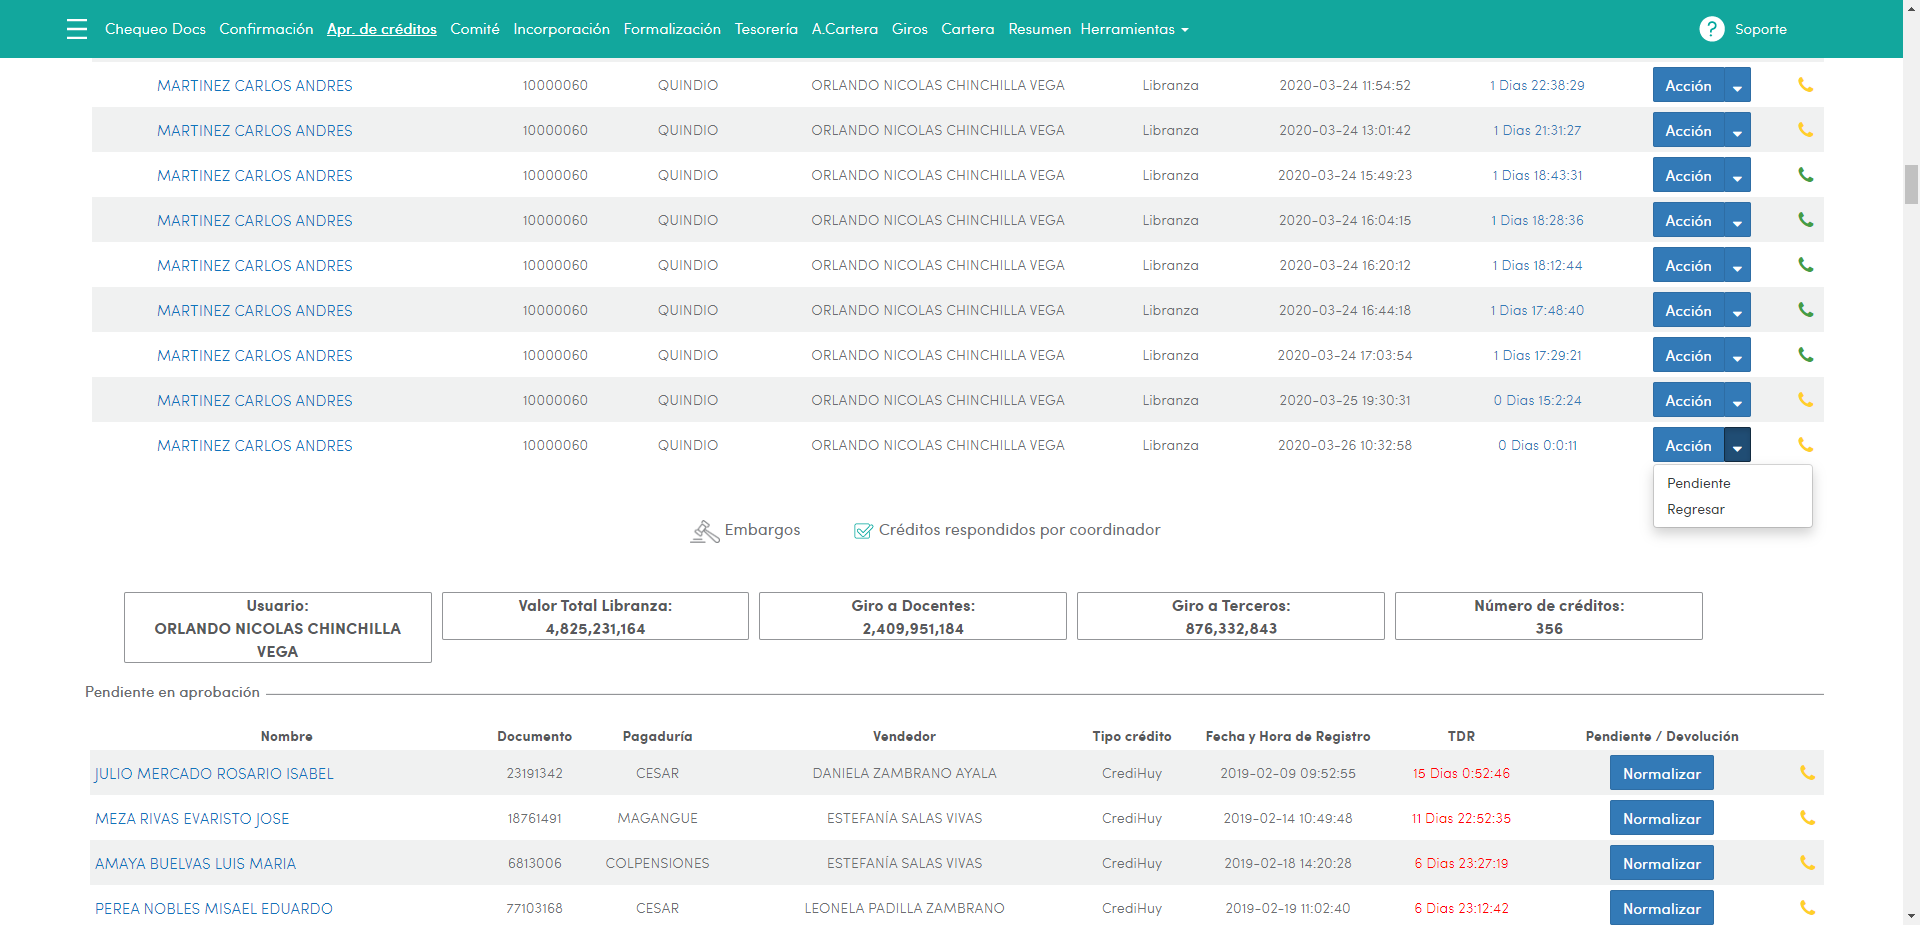 Chequeo Docs Confirmación Apr. de créditos Comité Incorporación Formalización Tesorería A.Cartera Giros Cartera Resumen Herramientas ? Soporte
MARTINEZ CARLOS ANDRES 10000060 QUINDIO ORLANDO NICOLAS CHINCHILLA VEGA Libranza 2020-03-24 11:54:52 1 Dias 22:38:29 Acción
MARTINEZ CARLOS ANDRES 10000060 QUINDIO ORLANDO NICOLAS CHINCHILLA VEGA Libranza 2020-03-24 13:01:42 1 Dias 21:31:27 Acción
MARTINEZ CARLOS ANDRES 10000060 QUINDIO ORLANDO NICOLAS CHINCHILLA VEGA Libranza 2020-03-24 15:49:23 1 Dias 18:43:31 Acción
MARTINEZ CARLOS ANDRES 10000060 QUINDIO ORLANDO NICOLAS CHINCHILLA VEGA Libranza 2020-03-24 16:04:15 1 Dias 18:28:36 Acción
MARTINEZ CARLOS ANDRES 10000060 QUINDIO ORLANDO NICOLAS CHINCHILLA VEGA Libranza 2020-03-24 16:20:12 1 Dias 18:12:44 Acción
MARTINEZ CARLOS ANDRES 10000060 QUINDIO ORLANDO NICOLAS CHINCHILLA VEGA Libranza 2020-03-24 16:44:18 1 Dias 17:48:40 Acción
MARTINEZ CARLOS ANDRES 10000060 QUINDIO ORLANDO NICOLAS CHINCHILLA VEGA Libranza 2020-03-24 17:03:54 1 Dias 17:29:21 Acción
MARTINEZ CARLOS ANDRES 10000060 QUINDIO ORLANDO NICOLAS CHINCHILLA VEGA Libranza 2020-03-25 19:30:31 0 Dias 15:2:24 Acción
MARTINEZ CARLOS ANDRES 10000060 QUINDIO ORLANDO NICOLAS CHINCHILLA VEGA Libranza 2020-03-26 10:32:58 0 Dias 0:0:11 Acción
Pendiente
Regresar
Embargos Créditos respondidos por coordinador
Usuario: Valor Total Libranza: Giro a Docentes: Giro a Terceros: Número de créditos:
ORLANDO NICOLAS CHINCHILLA 4,825,231,164 2,409,951,184 876,332,843 356
VEGA
Pendiente en aprobación
Nombre Documento Pagaduría Vendedor Tipo crédito Fecha y Hora de Registro TDR Pendiente / Devolución
JULIO MERCADO ROSARIO ISABEL 23191342 CESAR DANIELA ZAMBRANO AYALA CrediHuy 2019-02-09 09:52:55 15 Dias 0:52:46 Normalizar
MEZA RIVAS EVARISTO JOSE 18761491 MAGANGUE ESTEFANÍA SALAS VIVAS CrediHuy 2019-02-14 10:49:48 11 Dias 22:52:35 Normalizar
AMAYA BUELVAS LUIS MARIA 6813006 COLPENSIONES ESTEFANÍA SALAS VIVAS CrediHuy 2019-02-18 14:20:28 6 Dias 23:27:19 Normalizar
PEREA NOBLES MISAEL EDUARDO 77103168 CESAR LEONELA PADILLA ZAMBRANO CrediHuy 2019-02-19 11:02:40 6 Dias 23:12:42 Normalizar